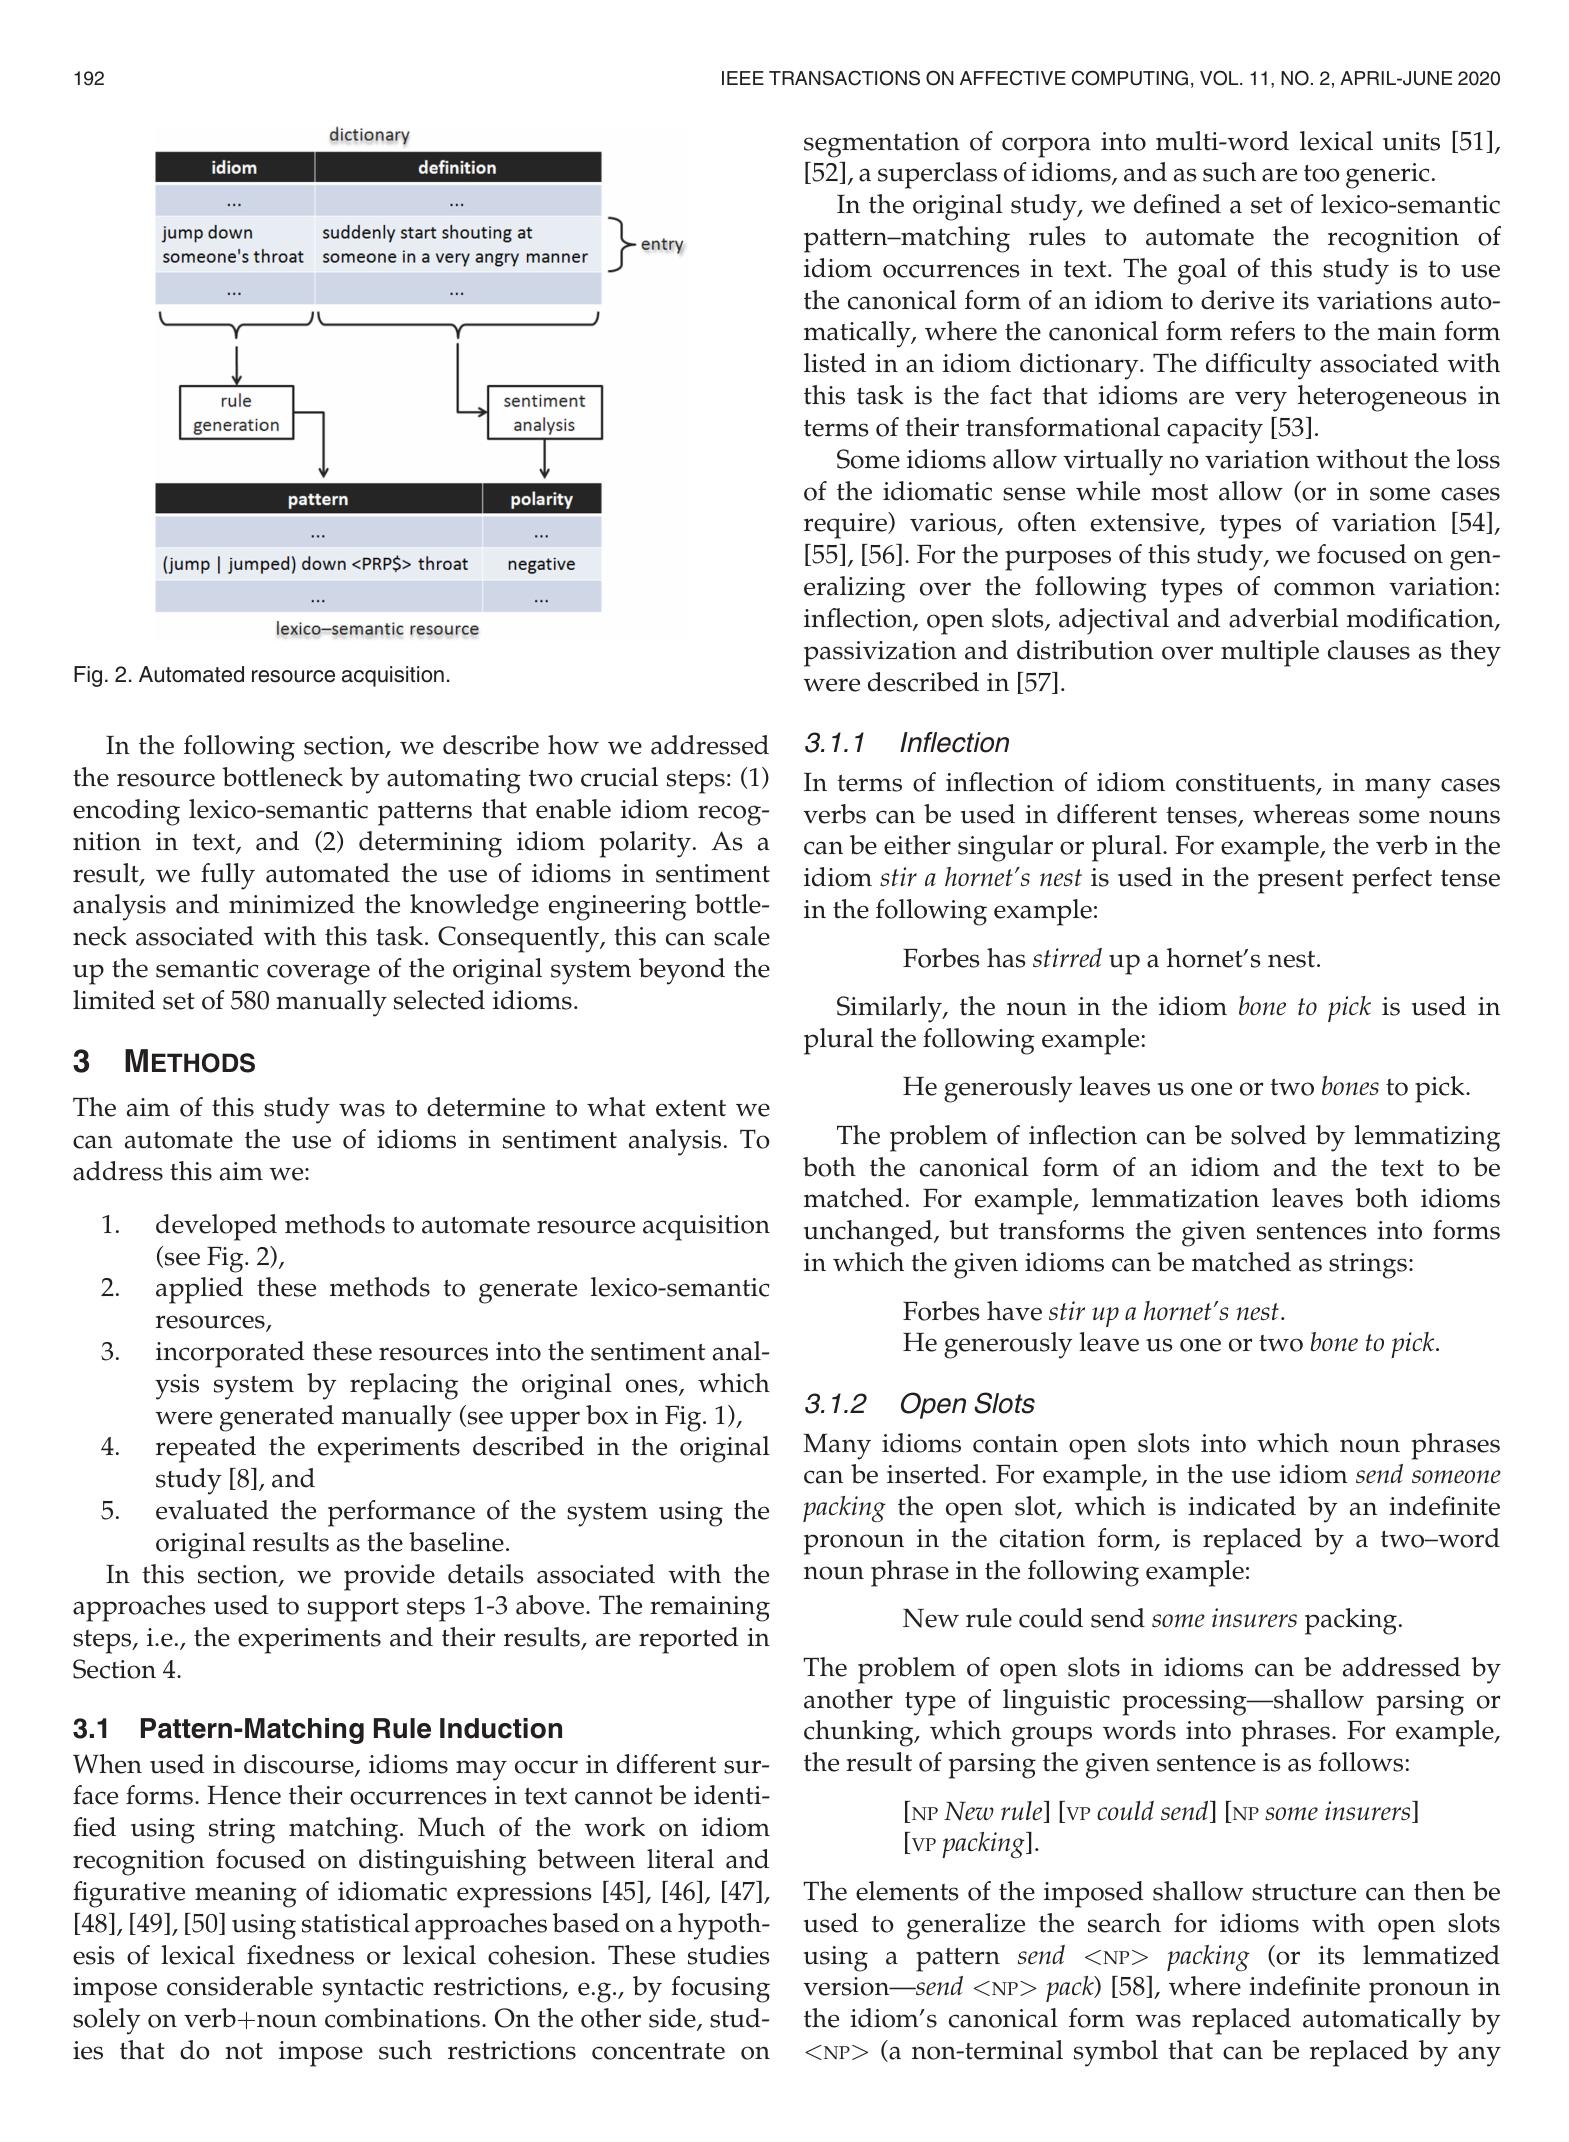 192
IEEE TRANSACTIONS ON AFFECTIVE COMPUTING, VOL. 11, NO. 2, APRIL-JUNE 2020
dictionary
idiom definition
... ...
jump down someone's throat suddenly start shouting at someone in a very angry manner
entry
... ...
rule generation
sentiment analysis
pattern polarity
... ...
(jump | jumped) down <PRP$> throat negative
... ...
lexico–semantic resource
Fig. 2. Automated resource acquisition.
In the following section, we describe how we addressed
the resource bottleneck by automating two crucial steps: (1)
encoding lexico-semantic patterns that enable idiom recog-
nition in text, and (2) determining idiom polarity. As a
result, we fully automated the use of idioms in sentiment
analysis and minimized the knowledge engineering bottle-
neck associated with this task. Consequently, this can scale
up the semantic coverage of the original system beyond the
limited set of 580 manually selected idioms.
3 METHODS
The aim of this study was to determine to what extent we
can automate the use of idioms in sentiment analysis. To
address this aim we:
1. developed methods to automate resource acquisition
(see Fig. 2),
2. applied these methods to generate lexico-semantic
resources,
3. incorporated these resources into the sentiment anal-
ysis system by replacing the original ones, which
were generated manually (see upper box in Fig. 1),
4. repeated the experiments described in the original
study [8], and
5. evaluated the performance of the system using the
original results as the baseline.
In this section, we provide details associated with the
approaches used to support steps 1-3 above. The remaining
steps, i.e., the experiments and their results, are reported in
Section 4.
3.1 Pattern-Matching Rule Induction
When used in discourse, idioms may occur in different sur-
face forms. Hence their occurrences in text cannot be identi-
fied using string matching. Much of the work on idiom
recognition focused on distinguishing between literal and
figurative meaning of idiomatic expressions [45], [46], [47],
[48], [49], [50] using statistical approaches based on a hypoth-
esis of lexical fixedness or lexical cohesion. These studies
impose considerable syntactic restrictions, e.g., by focusing
solely on verb+noun combinations. On the other side, stud-
ies that do not impose such restrictions concentrate on
segmentation of corpora into multi-word lexical units [51],
[52], a superclass of idioms, and as such are too generic.
In the original study, we defined a set of lexico-semantic
pattern–matching rules to automate the recognition of
idiom occurrences in text. The goal of this study is to use
the canonical form of an idiom to derive its variations auto-
matically, where the canonical form refers to the main form
listed in an idiom dictionary. The difficulty associated with
this task is the fact that idioms are very heterogeneous in
terms of their transformational capacity [53].
Some idioms allow virtually no variation without the loss
of the idiomatic sense while most allow (or in some cases
require) various, often extensive, types of variation [54],
[55], [56]. For the purposes of this study, we focused on gen-
eralizing over the following types of common variation:
inflection, open slots, adjectival and adverbial modification,
passivization and distribution over multiple clauses as they
were described in [57].
3.1.1 Inflection
In terms of inflection of idiom constituents, in many cases
verbs can be used in different tenses, whereas some nouns
can be either singular or plural. For example, the verb in the
idiom stir a hornet's nest is used in the present perfect tense
in the following example:
Forbes has stirred up a hornet's nest.
Similarly, the noun in the idiom bone to pick is used in
plural the following example:
He generously leaves us one or two bones to pick.
The problem of inflection can be solved by lemmatizing
both the canonical form of an idiom and the text to be
matched. For example, lemmatization leaves both idioms
unchanged, but transforms the given sentences into forms
in which the given idioms can be matched as strings:
Forbes have stir up a hornet's nest.
He generously leave us one or two bone to pick.
3.1.2 Open Slots
Many idioms contain open slots into which noun phrases
can be inserted. For example, in the use idiom send someone
packing the open slot, which is indicated by an indefinite
pronoun in the citation form, is replaced by a two–word
noun phrase in the following example:
New rule could send some insurers packing.
The problem of open slots in idioms can be addressed by
another type of linguistic processing—shallow parsing or
chunking, which groups words into phrases. For example,
the result of parsing the given sentence is as follows:
[NP New rule] [VP could send] [NP some insurers]
[VP packing].
The elements of the imposed shallow structure can then be
used to generalize the search for idioms with open slots
using a pattern send <NP> packing (or its lemmatized
version—send <NP> pack) [58], where indefinite pronoun in
the idiom's canonical form was replaced automatically by
<NP> (a non-terminal symbol that can be replaced by any